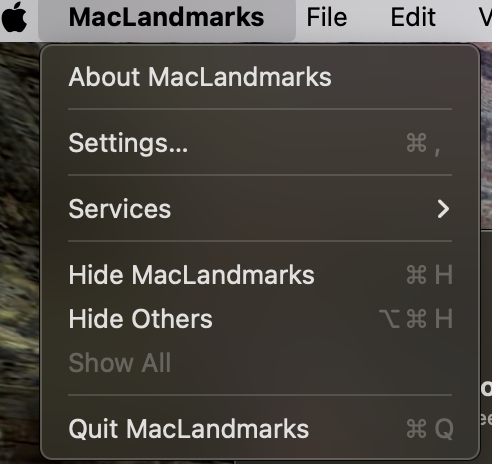 MacLandmarks File Edit
About MacLandmarks
Settings... ⌘ ,
Services
Hide MacLandmarks ⌘ H
Hide Others ⌥ ⌘ H
Show All
Quit MacLandmarks ⌘ Q